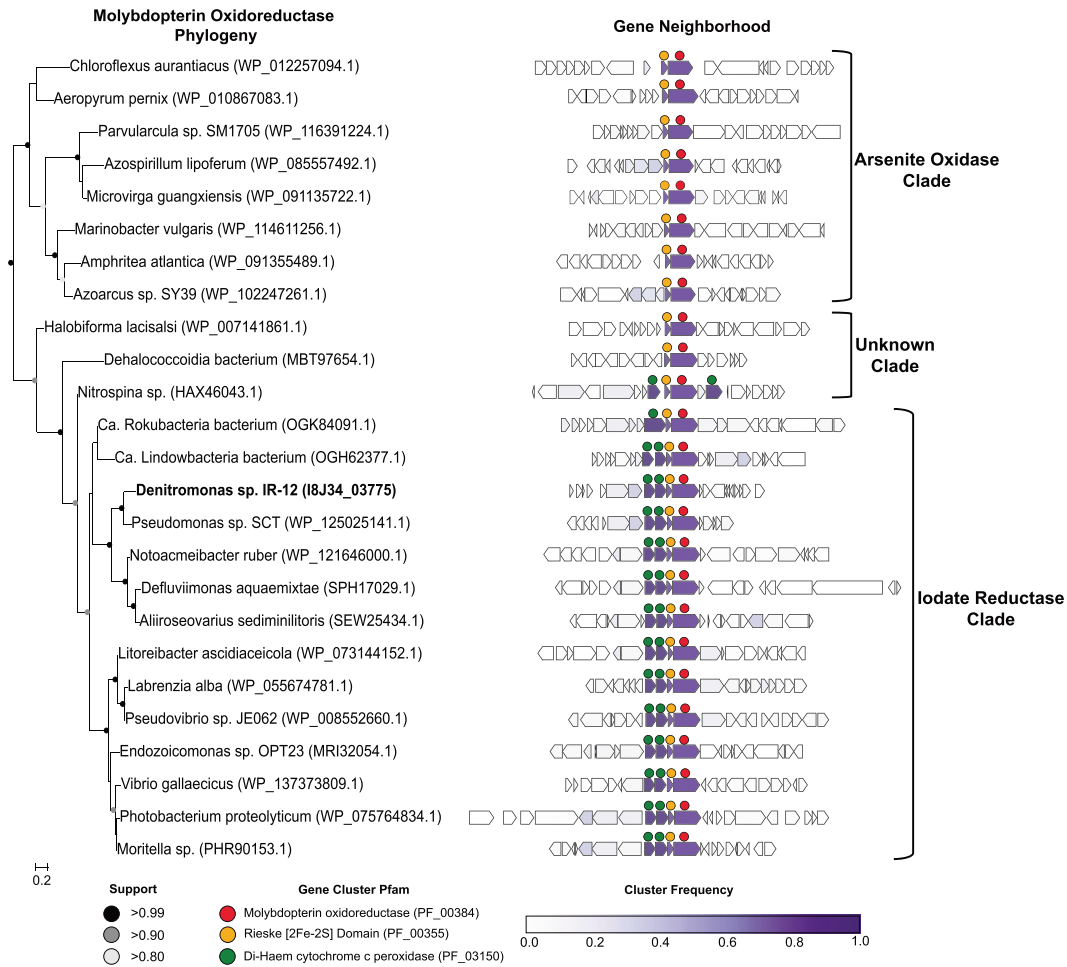 Molybdopterin Oxidoreductase
Phylogeny
Gene Neighborhood
Chloroflexus aurantiacus (WP_012257094.1)
Aeropyrum pernix (WP_010867083.1)
Parvularcula sp. SM1705 (WP_116391224.1)
Azospirillum lipoferum (WP_085557492.1)
Microvirga guangxiensis (WP_091135722.1)
Marinobacter vulgaris (WP_114611256.1)
Amphritea atlantica (WP_091355489.1)
Azoarcus sp. SY39 (WP_102247261.1)
Arsenite Oxidase
Clade
Halobiforma lacisalsi (WP_007141861.1)
Dehalococcoidia bacterium (MBT97654.1)
Nitrospina sp. (HAX46043.1)
Unknown
Clade
Ca. Rokubacteria bacterium (OGK84091.1)
Ca. Lindowbacteria bacterium (OGH62377.1)
Denitromonas sp. IR-12 (I8J34_03775)
Pseudomonas sp. SCT (WP_125025141.1)
Notoacmeibacter ruber (WP_121646000.1)
Defluviimonas aquaemixtae (SPH17029.1)
Aliiroseovarius sediminilitoris (SEW25434.1)
Litoreibacter ascidiaceicola (WP_073144152.1)
Labrenzia alba (WP_055674781.1)
Pseudovibrio sp. JE062 (WP_008552660.1)
Endozoicomonas sp. OPT23 (MRI32054.1)
Vibrio gallaecicus (WP_137373809.1)
Photobacterium proteolyticum (WP_075764834.1)
Moritella sp. (PHR90153.1)
Iodate Reductase
Clade
0.2
Support
>0.99
>0.90
>0.80
Gene Cluster Pfam
Molybdopterin oxidoreductase (PF_00384)
Rieske [2Fe-2S] Domain (PF_00355)
Di-Haem cytochrome c peroxidase (PF_03150)
Cluster Frequency
0.0 0.2 0.4 0.6 0.8 1.0